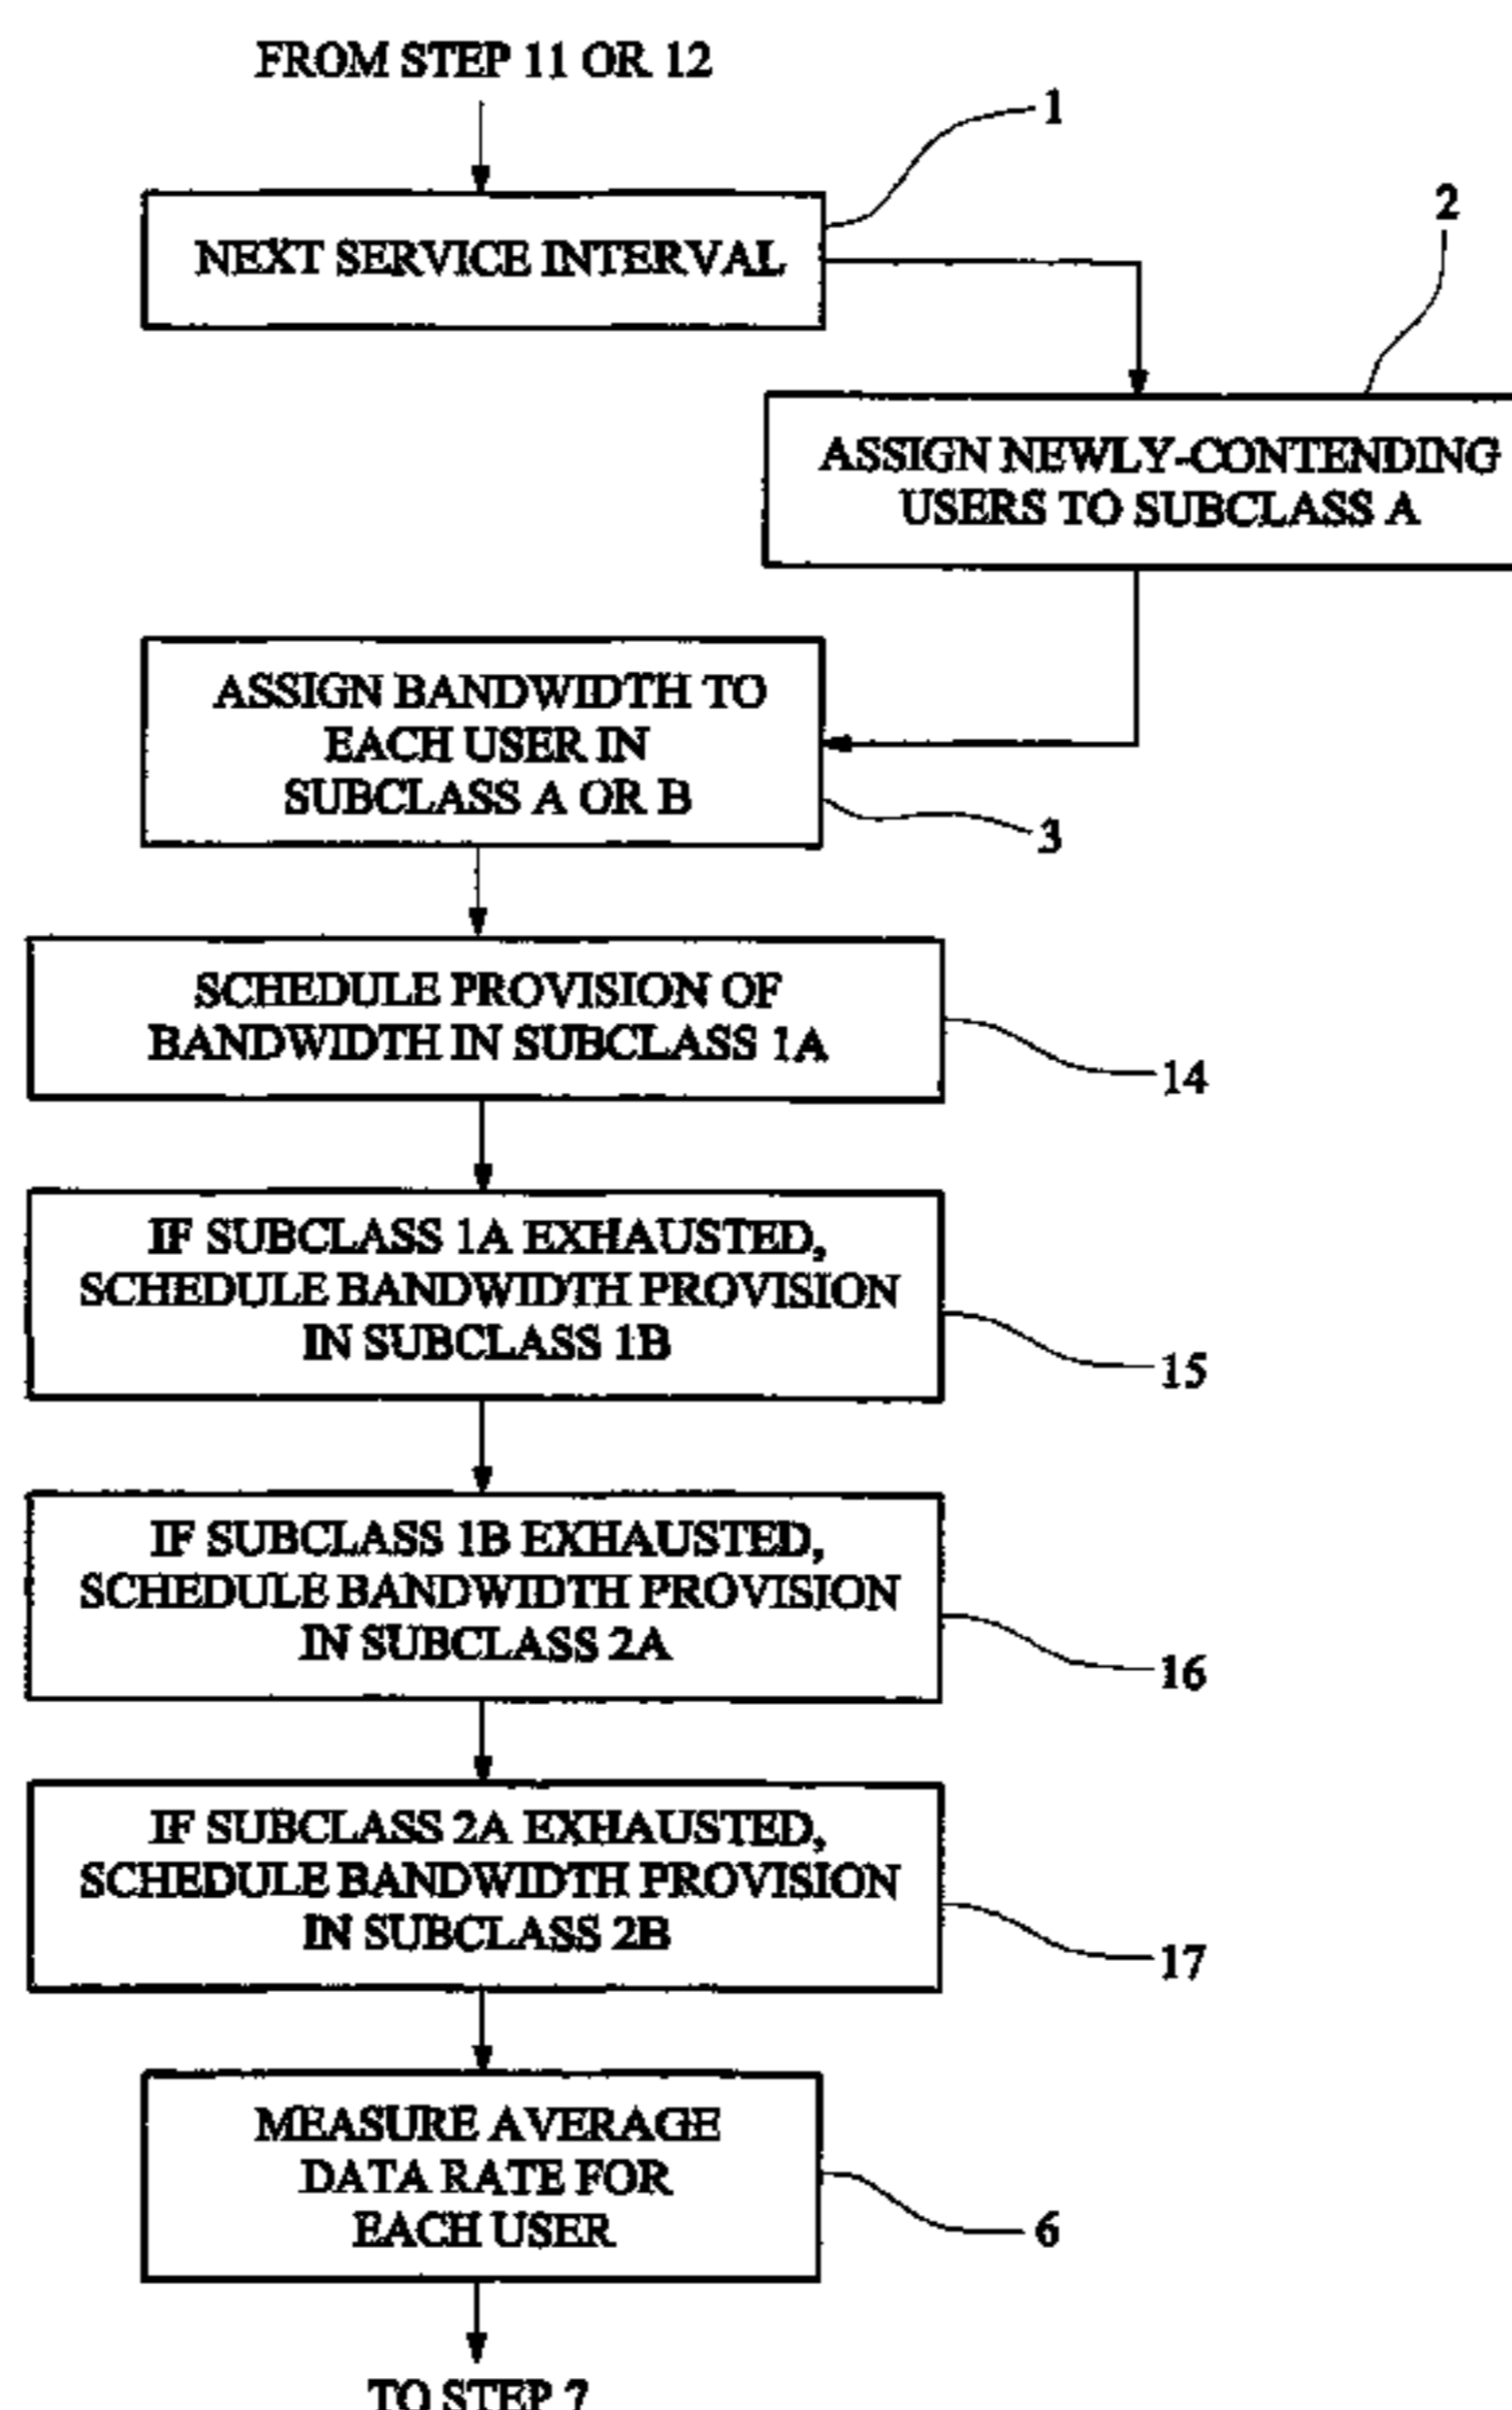 FROM STEP 11 OR 12
1
NEXT SERVICE INTERVAL
2
ASSIGN NEWLY-CONTENDING
USERS TO SUBCLASS A
ASSIGN BANDWIDTH TO
EACH USER IN
SUBCLASS A OR B
3
SCHEDULE PROVISION OF
BANDWIDTH IN SUBCLASS 1A
14
IF SUBCLASS 1A EXHAUSTED,
SCHEDULE BANDWIDTH PROVISION
IN SUBCLASS 1B
15
IF SUBCLASS 1B EXHAUSTED,
SCHEDULE BANDWIDTH PROVISION
IN SUBCLASS 2A
16
IF SUBCLASS 2A EXHAUSTED,
SCHEDULE BANDWIDTH PROVISION
IN SUBCLASS 2B
17
MEASURE AVERAGE
DATA RATE FOR
EACH USER
6
TO STEP 7